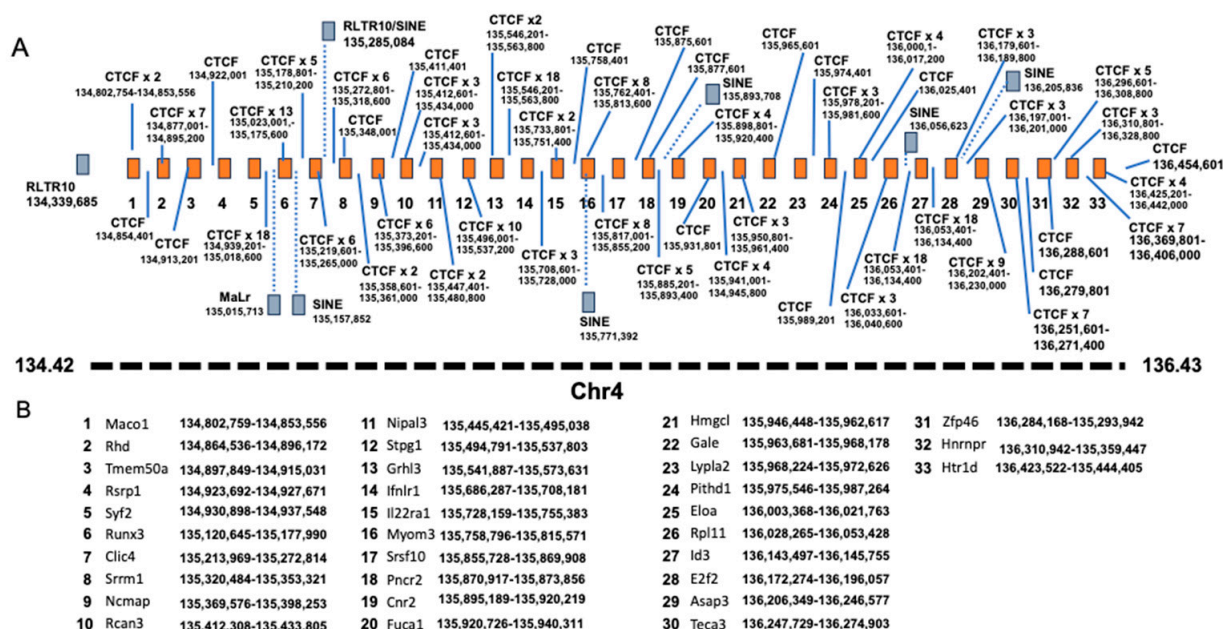 A
RLTR10/SINE
135,285,084
CTCF x2
135,546,201-
135,563,800
CTCF x 2
134,802,754-134,853,556
CTCF x 7
134,877,001-
134,895,200
CTCF
134,922,001
CTCF x 5
135,178,801-
135,210,200
CTCF x 13
135,023,001,-
135,175,600
CTCF x 6
135,272,801-
135,318,600
CTCF
135,348,001
CTCF
135,411,401
CTCF x 3
135,412,601-
135,434,000
CTCF x 3
135,412,601-
135,434,000
CTCF x 18
135,546,201-
135,563,800
CTCF x 2
135,733,801-
135,751,400
CTCF
135,758,401
CTCF x 8
135,762,401-
135,813,600
CTCF
135,875,601
CTCF
135,877,601
SINE
135,893,708
CTCF x 4
135,898,801-
135,920,400
CTCF
135,965,601
CTCF
135,974,401
CTCF x 3
135,978,201-
135,981,600
CTCF x 4
136,000,1-
136,017,200
CTCF
136,025,401
SINE
136,056,623
CTCF x 3
136,179,601-
136,189,800
SINE
136,205,836
CTCF x 3
136,197,001-
136,201,000
CTCF x 5
136,296,601-
136,308,800
CTCF x 3
136,310,801-
136,328,800
CTCF
136,454,601
RLTR10
134,339,685
1 2 3 4 5 6 7 8 9 10 11 12 13 14 15 16 17 18 19 20 21 22 23 24 25 26 27 28 29 30 31 32 33
CTCF x 4
136,425,201-
136,442,000
CTCF
134,854,401
CTCF
134,913,201
CTCF x 18
134,939,201-
135,018,600
MaLr
135,015,713
SINE
135,157,852
CTCF x 6
135,219,601-
135,265,000
CTCF x 2
135,358,601-
135,361,000
CTCF x 6
135,373,201-
135,396,600
CTCF x 2
135,447,401-
135,480,800
CTCF x 10
135,496,001-
135,537,200
CTCF x 3
135,708,601-
135,728,000
SINE
135,771,392
CTCF x 8
135,817,001-
135,855,200
CTCF x 5
135,885,201-
135,893,400
CTCF
135,931,801
CTCF x 4
135,941,001-
134,945,800
CTCF x 3
135,950,801-
135,961,400
CTCF
135,989,201
CTCF x 3
136,033,601-
136,040,600
CTCF x 18
136,053,401-
136,134,400
CTCF x 18
136,053,401-
136,134,400
CTCF x 9
136,202,401-
136,230,000
CTCF x 7
136,251,601-
136,271,400
CTCF
136,279,801
CTCF
136,288,601
CTCF x 7
136,369,801-
136,406,000
134.42
136.43
Chr4
B
1 Maco1 134,802,759-134,853,556
2 Rhd 134,864,536-134,896,172
3 Tmem50a 134,897,849-134,915,031
4 Rsrp1 134,923,692-134,927,671
5 Syf2 134,930,898-134,937,548
6 Runx3 135,120,645-135,177,990
7 Clic4 135,213,969-135,272,814
8 Srrm1 135,320,484-135,353,321
9 Ncmap 135,369,576-135,398,253
10 Rcan3 135,412,308-135,433,805
11 Nipal3 135,445,421-135,495,038
12 Stpg1 135,494,791-135,537,803
13 Grhl3 135,541,887-135,573,631
14 Ifnlr1 135,686,287-135,708,181
15 Il22ra1 135,728,159-135,755,383
16 Myom3 135,758,796-135,815,571
17 Srsf10 135,855,728-135,869,908
18 Pncr2 135,870,917-135,873,856
19 Cnr2 135,895,189-135,920,219
20 Fuca1 135,920,726-135,940,311
21 Hmgcl 135,946,448-135,962,617
22 Gale 135,963,681-135,968,178
23 Lypla2 135,968,224-135,972,626
24 Pithd1 135,975,546-135,987,264
25 Eloa 136,003,368-136,021,763
26 Rpl11 136,028,265-136,053,428
27 Id3 136,143,497-136,145,755
28 E2f2 136,172,274-136,196,057
29 Asap3 136,206,349-136,246,577
30 Teca3 136,247,729-136,274,903
31 Zfp46 136,284,168-135,293,942
32 Hnrnpr 136,310,942-135,359,447
33 Htr1d 136,423,522-135,444,405